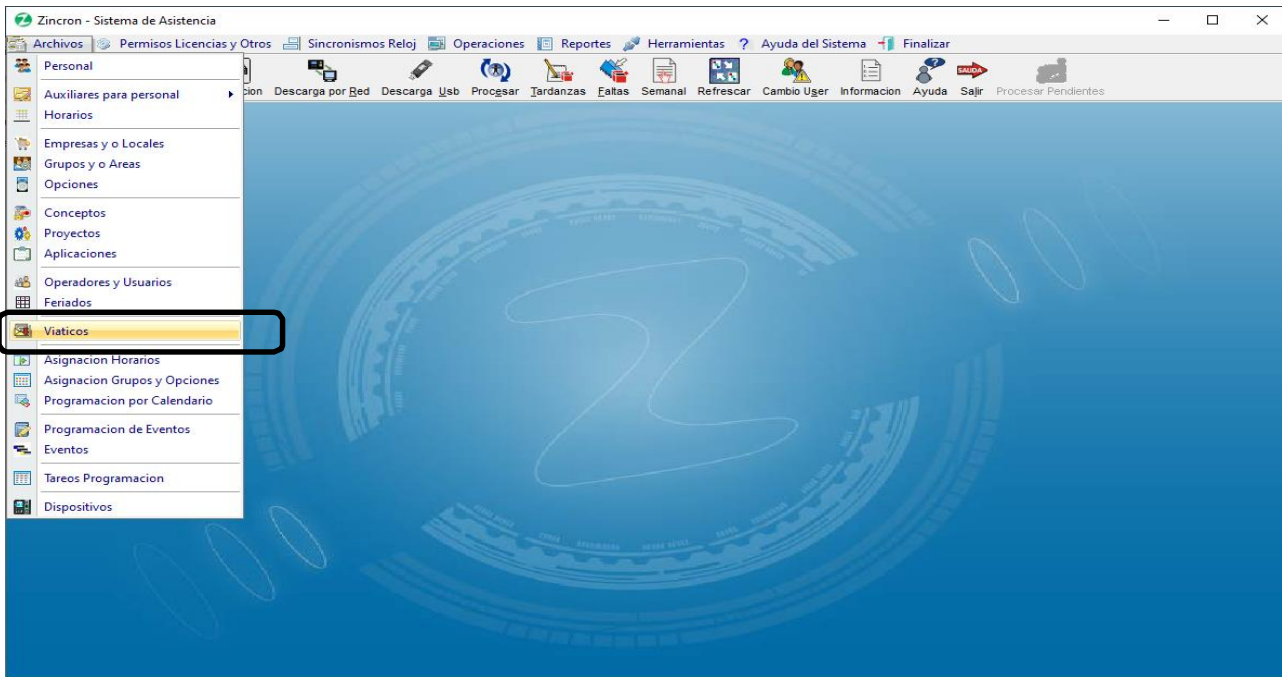 Zincron - Sistema de Asistencia
Archivos Permisos Licencias y Otros Sincronismos Reloj Operaciones Reportes Herramientas ? Ayuda del Sistema Finalizar
cion Descarga por Red Descarga Usb Procesar Tardanzas Faltas Semanal Refrescar Cambio User Informacion Ayuda Salir Procesar Pendientes
SALIDA
Personal
Auxiliares para personal
Horarios
Empresas y o Locales
Grupos y o Areas
Opciones
Conceptos
Proyectos
Aplicaciones
Operadores y Usuarios
Feriados
Viaticos
Asignacion Horarios
Asignacion Grupos y Opciones
Programacion por Calendario
Programacion de Eventos
Eventos
Tareos Programacion
Dispositivos